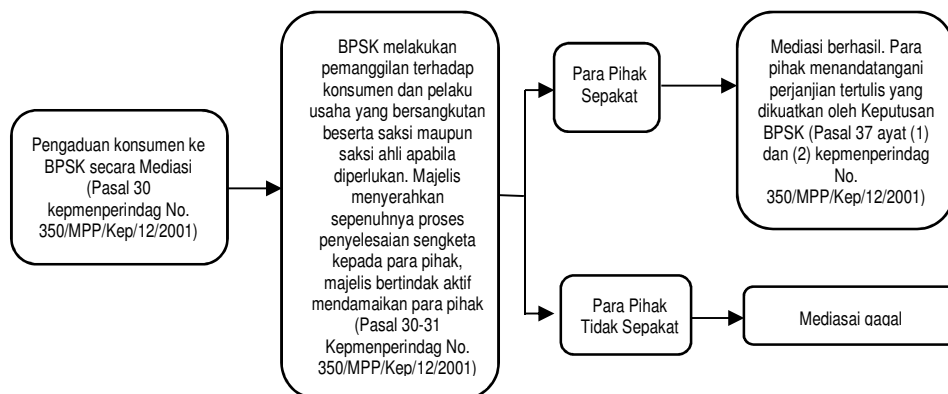 Pengaduan konsumen ke
BPSK secara Mediasi
(Pasal 30
kepmenperindag No.
350/MPP/Kep/12/2001)
BPSK melakukan
pemanggilan terhadap
konsumen dan pelaku
usaha yang bersangkutan
beserta saksi maupun
saksi ahli apabila
diperlukan. Majelis
menyerahkan
sepenuhnya proses
penyelesaian sengketa
kepada para pihak,
majelis bertindak aktif
mendamaikan para pihak
(Pasal 30-31
Kepmenperindag No.
350/MPP/Kep/12/2001)
Para Pihak
Sepakat
Mediasi berhasil. Para
pihak menandatangani
perjanjian tertulis yang
dikuatkan oleh Keputusan
BPSK (Pasal 37 ayat (1)
dan (2) kepmenperindag
No.
350/MPP/Kep/12/2001)
Para Pihak
Tidak Sepakat
Mediasai gagal